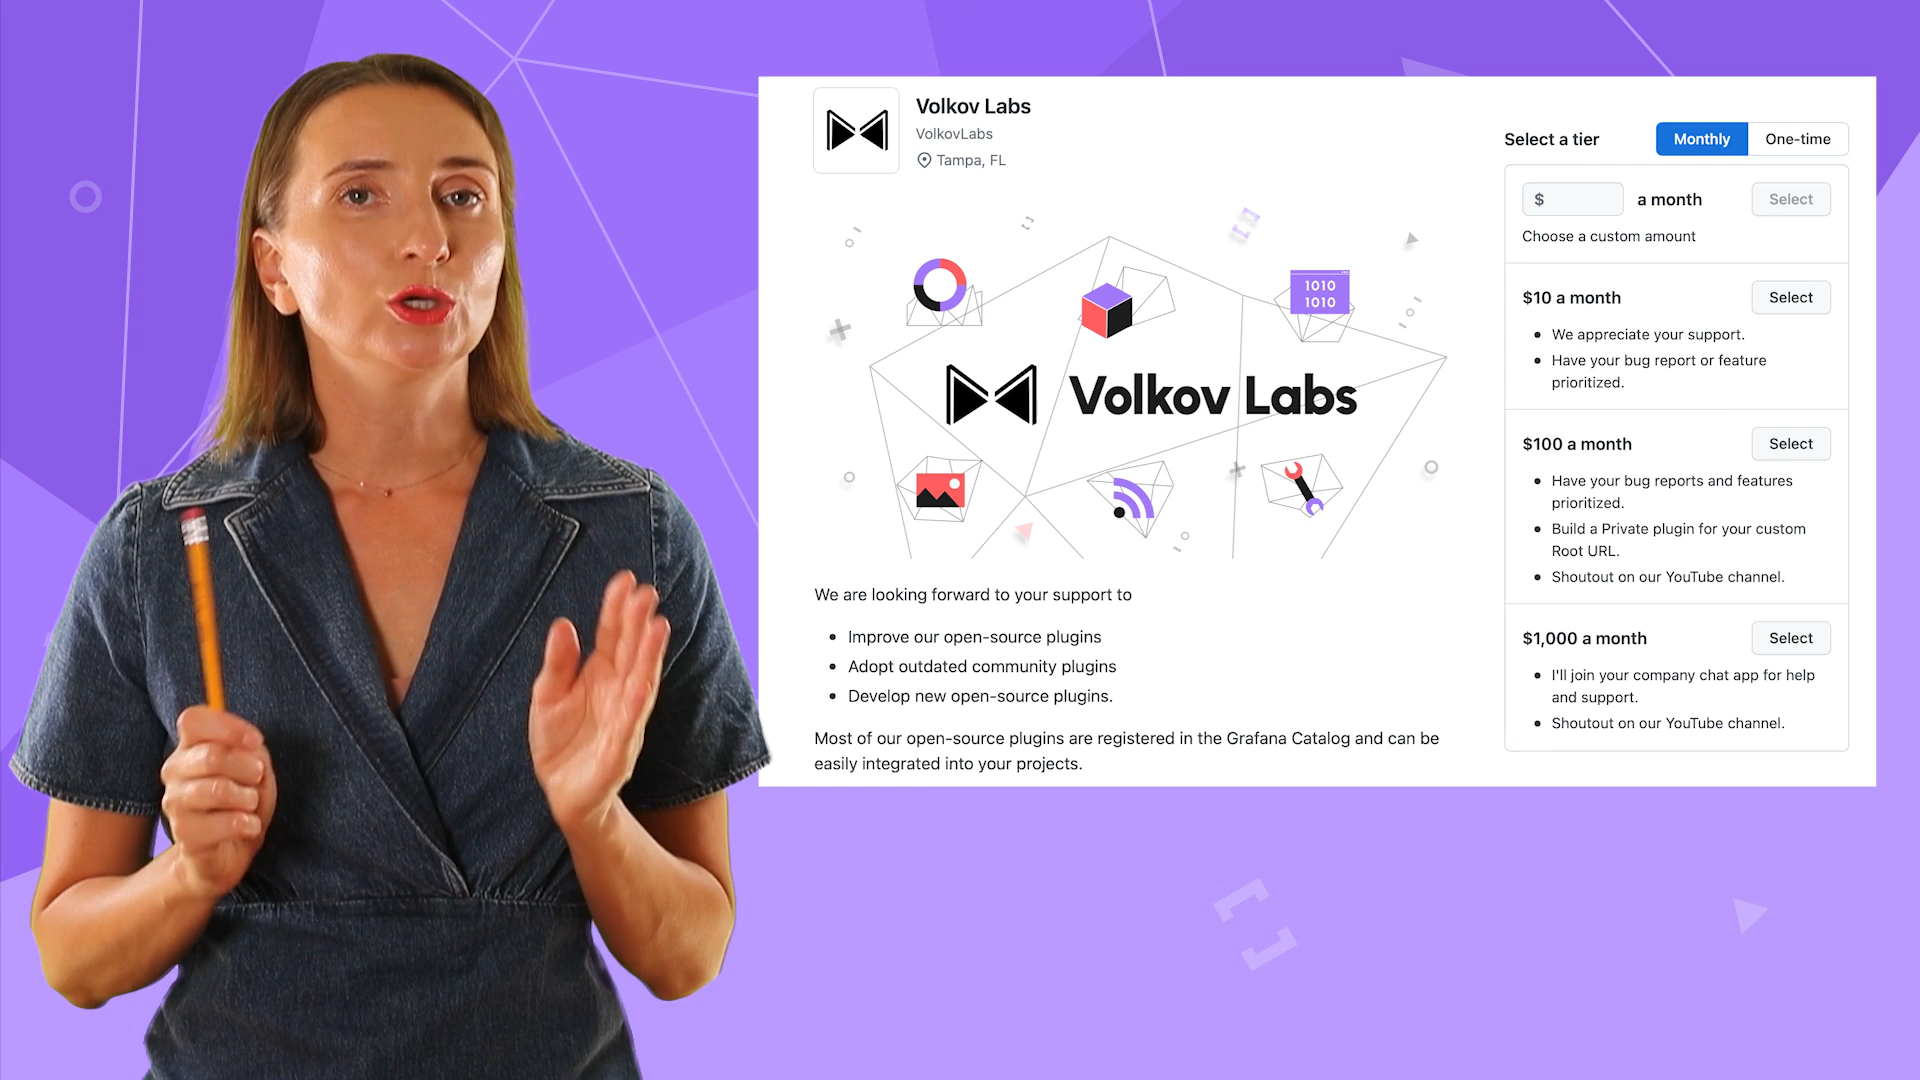 Volkov Labs
VolkovLabs
Tampa, FL
1010
1010
Volkov Labs
We are looking forward to your support to
• Improve our open-source plugins
• Adopt outdated community plugins
• Develop new open-source plugins.
Most of our open-source plugins are registered in the Grafana Catalog and can be
easily integrated into your projects.
Select a tier
Monthly
One-time
$ a month
Select
Choose a custom amount
$10 a month
Select
• We appreciate your support.
• Have your bug report or feature
prioritized.
$100 a month
Select
• Have your bug reports and features
prioritized.
• Build a Private plugin for your custom
Root URL.
• Shoutout on our YouTube channel.
$1,000 a month
Select
• I'll join your company chat app for help
and support.
• Shoutout on our YouTube channel.